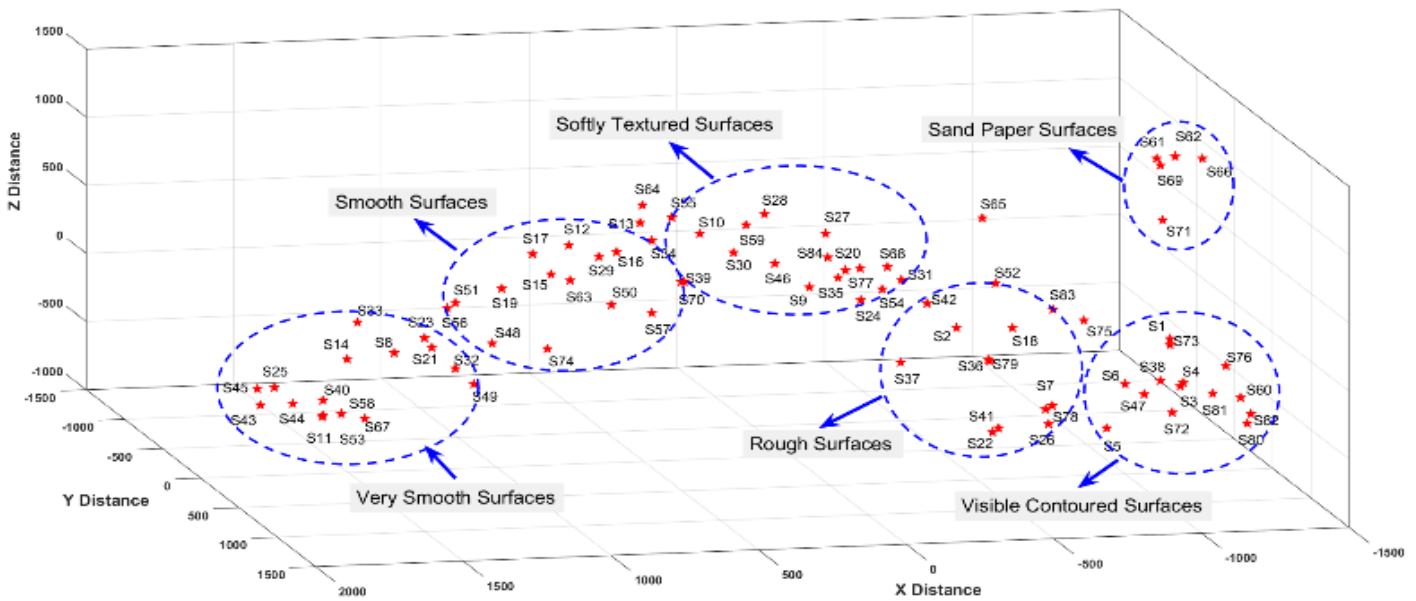 1500
1000
500
0
-500
-1000
-1500
Z Distance
-1000
-500
0
500
1000
1500
Y Distance
2000
1500
1000
500
0
-500
-1000
-1500
X Distance
Softly Textured Surfaces
Sand Paper Surfaces
Smooth Surfaces
Very Smooth Surfaces
Rough Surfaces
Visible Contoured Surfaces
S61
S62
S69
S66
S71
S64
S55
S13
S34
S10
S28
S59
S27
S30
S46
S84
S20
S68
S77
S31
S9
S35
S24
S54
S65
S17
S12
S29
S16
S15
S63
S39
S70
S51
S56
S19
S50
S57
S48
S74
S33
S23
S14
S8
S21
S32
S49
S25
S45
S40
S43
S44
S58
S11
S53
S67
S52
S42
S83
S2
S18
S75
S37
S36
S79
S7
S41
S22
S26
S78
S1
S73
S76
S38
S4
S6
S47
S3
S60
S81
S82
S72
S80
S5